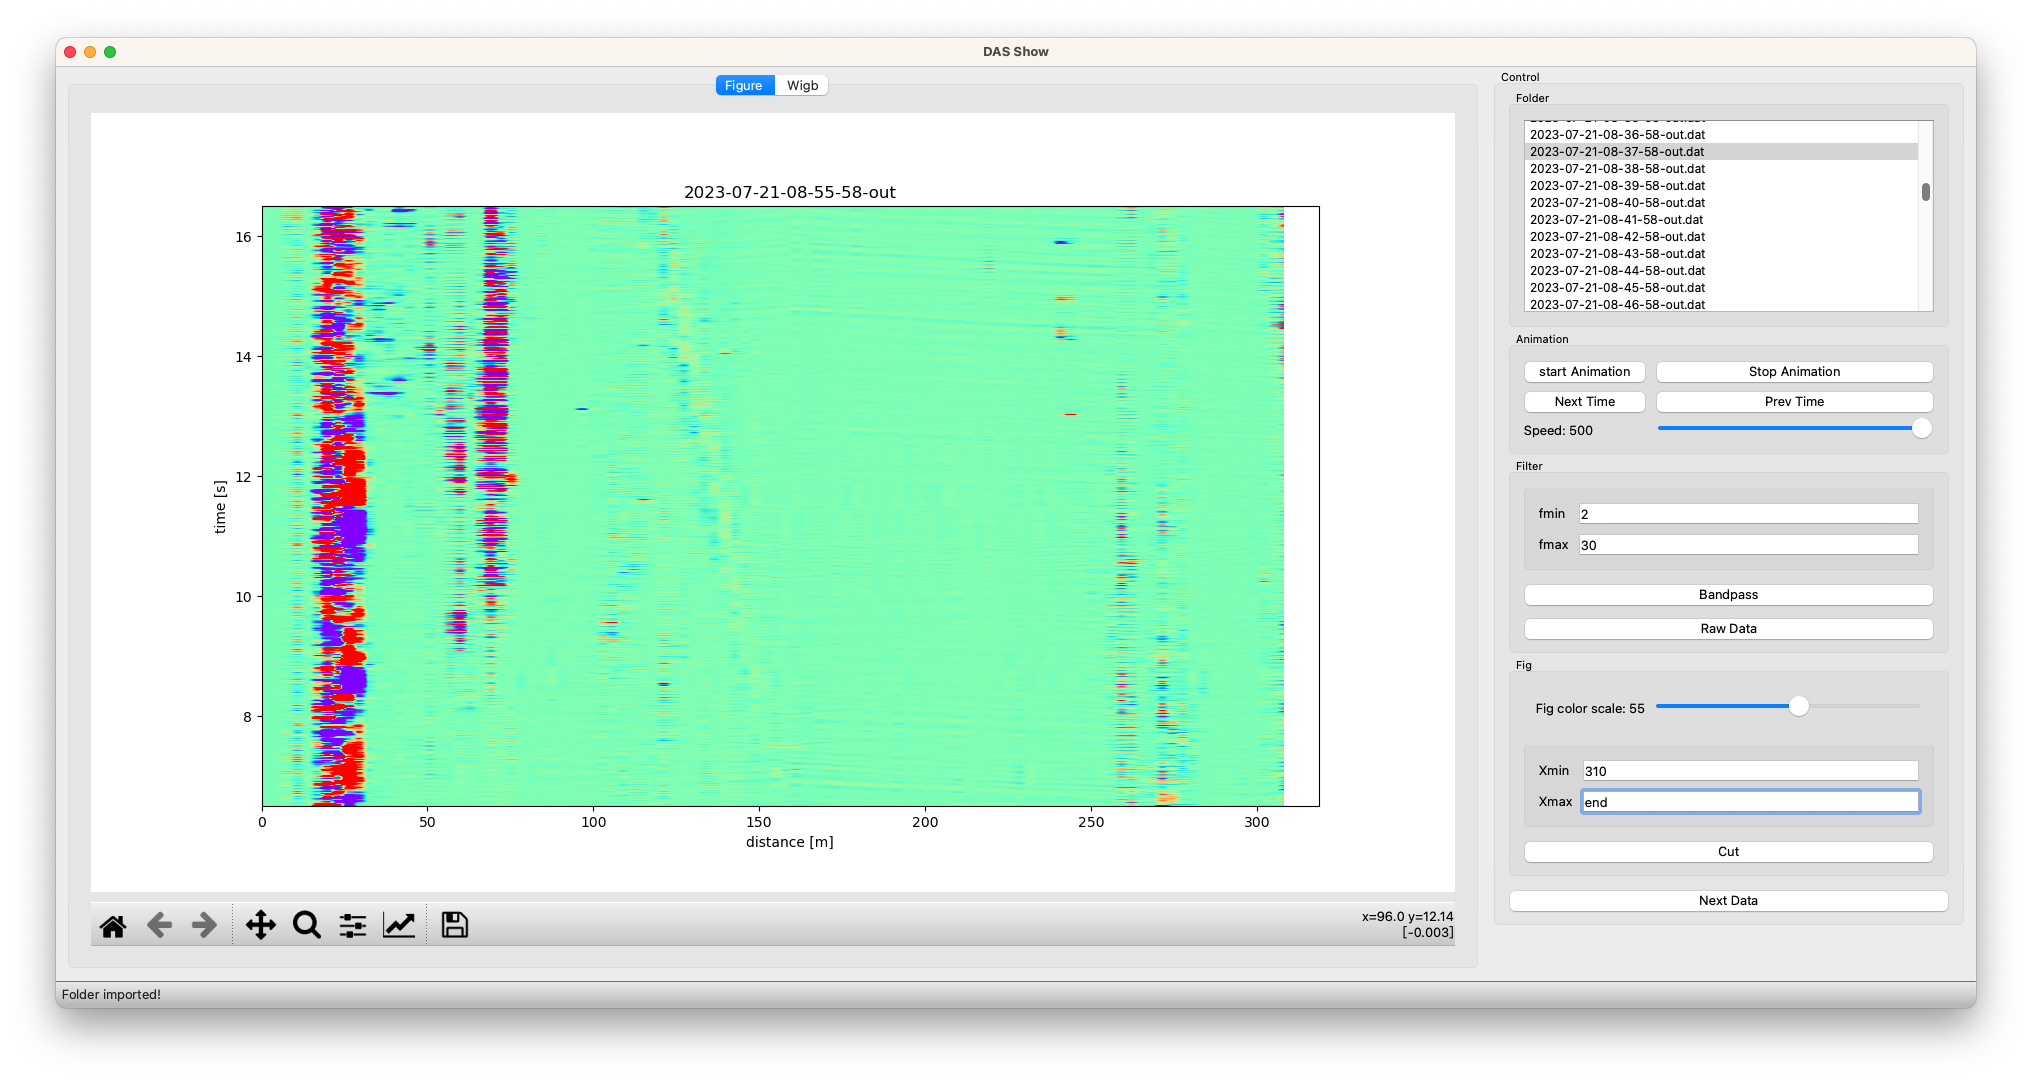 DAS Show
Figure
Wigb
2023-07-21-08-55-58-out
16
14
12
10
8
time [s]
0
50
100
150
200
250
300
distance [m]
x=96.0 y=12.14
[-0.003]
Folder imported!
Control
Folder
2023-07-21-08-36-58-out.dat
2023-07-21-08-37-58-out.dat
2023-07-21-08-38-58-out.dat
2023-07-21-08-39-58-out.dat
2023-07-21-08-40-58-out.dat
2023-07-21-08-41-58-out.dat
2023-07-21-08-42-58-out.dat
2023-07-21-08-43-58-out.dat
2023-07-21-08-44-58-out.dat
2023-07-21-08-45-58-out.dat
2023-07-21-08-46-58-out.dat
Animation
start Animation
Stop Animation
Next Time
Prev Time
Speed: 500
Filter
fmin 2
fmax 30
Bandpass
Raw Data
Fig
Fig color scale: 55
Xmin 310
Xmax end
Cut
Next Data